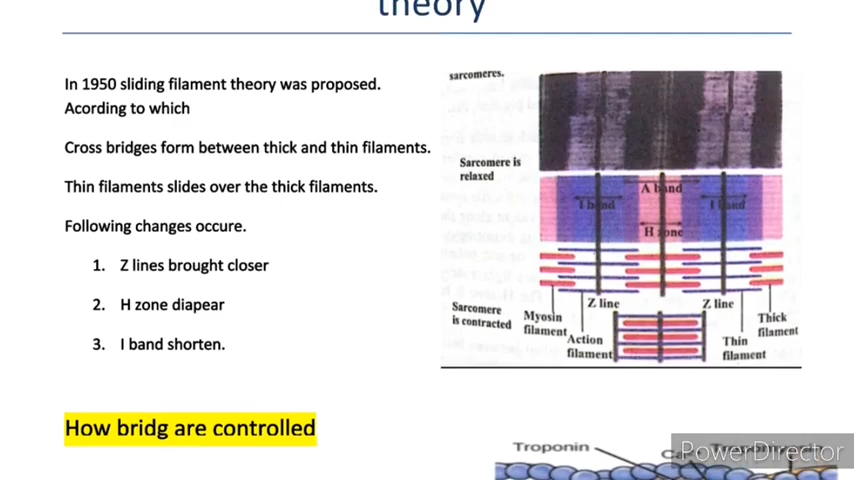 theory
In 1950 sliding filament theory was proposed.
Acording to which
Cross bridges form between thick and thin filaments.
Thin filaments slides over the thick filaments.
Following changes occure.
1. Z lines brought closer
2. H zone diapear
3. I band shorten.
How bridg are controlled
sarcomeres.
Sarcomere is
relaxed
A band
I band
I band
H zone
Z line
Z line
Sarcomere
is contracted
Myosin
filament
Action
filament
Thick
filament
Thin
filament
Troponin
PowerDirector